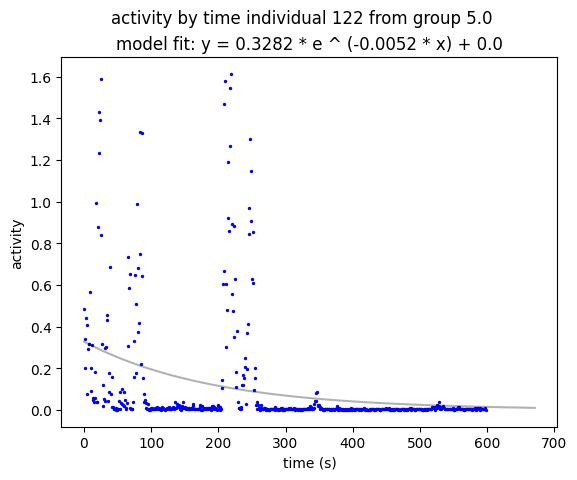 activity by time individual 122 from group 5.0
model fit: y = 0.3282 * e ^ (-0.0052 * x) + 0.0
1.6
1.4
1.2
1.0
0.8
0.6
0.4
0.2
0.0
activity
0 100 200 300 400 500 600 700
time (s)